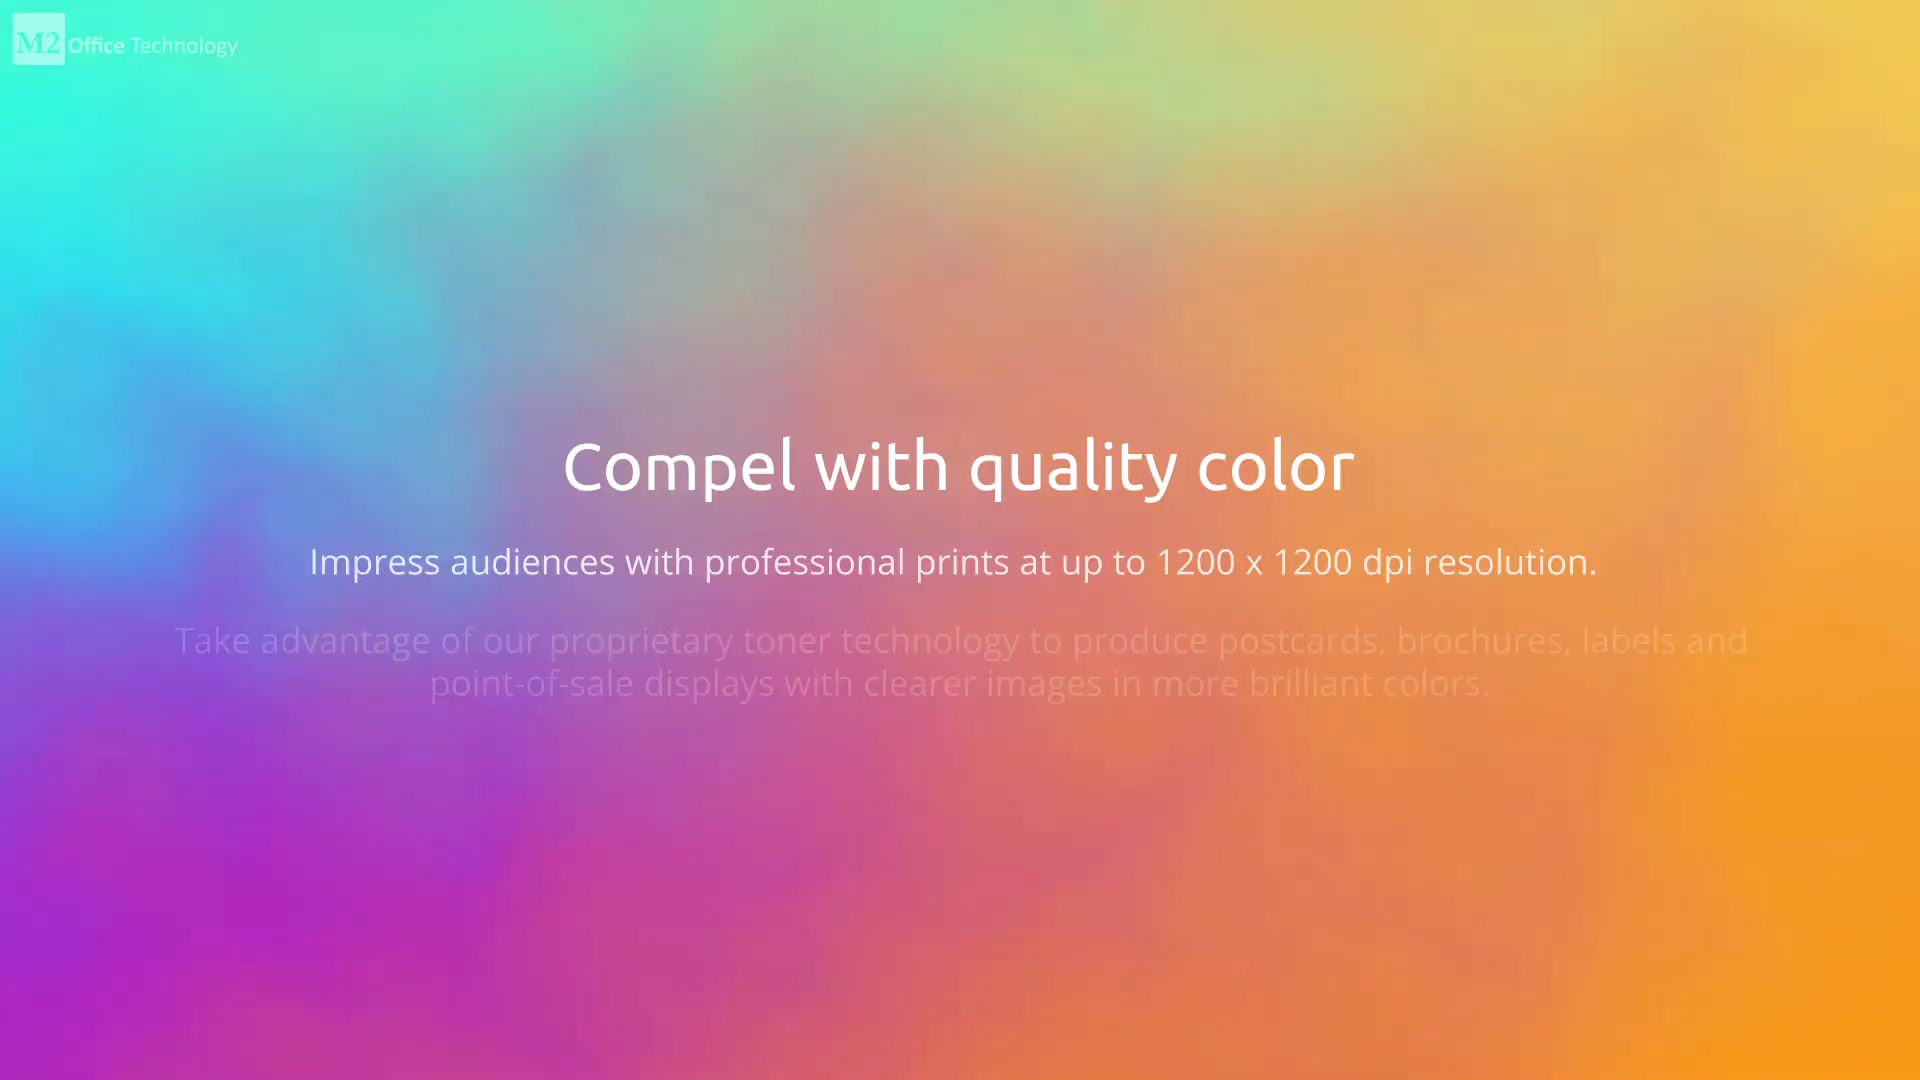 M2 Office Technology
Compel with quality color
Impress audiences with professional prints at up to 1200 x 1200 dpi resolution.
Take advantage of our proprietary toner technology to produce postcards, brochures, labels and
point-of-sale displays with clearer images in more brilliant colors.